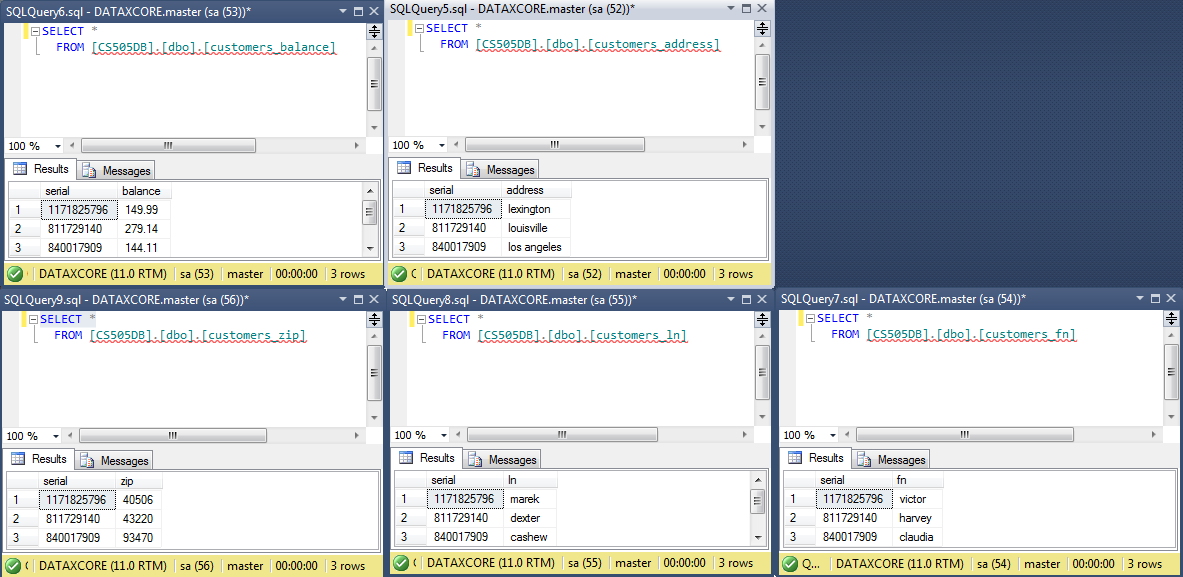 SQLQuery6.sql - DATAXCORE.master (sa (53))*
SELECT *
FROM [CS505DB].[dbo].[customers_balance]
100 %
Results Messages
serial balance
1 1171825796 149.99
2 811729140 279.14
3 840017909 144.11
DATAXCORE (11.0 RTM) sa (53) master 00:00:00 3 rows
SQLQuery5.sql - DATAXCORE.master (sa (52))*
SELECT *
FROM [CS505DB].[dbo].[customers_address]
100 %
Results Messages
serial address
1 1171825796 lexington
2 811729140 louisville
3 840017909 los angeles
DATAXCORE (11.0 RTM) sa (52) master 00:00:00 3 rows
SQLQuery9.sql - DATAXCORE.master (sa (56))*
SELECT *
FROM [CS505DB].[dbo].[customers_zip]
100 %
Results Messages
serial zip
1 1171825796 40506
2 811729140 43220
3 840017909 93470
DATAXCORE (11.0 RTM) sa (56) master 00:00:00 3 rows
SQLQuery8.sql - DATAXCORE.master (sa (55))*
SELECT *
FROM [CS505DB].[dbo].[customers_ln]
100 %
Results Messages
serial ln
1 1171825796 marek
2 811729140 dexter
3 840017909 cashew
DATAXCORE (11.0 RTM) sa (55) master 00:00:00 3 rows
SQLQuery7.sql - DATAXCORE.master (sa (54))*
SELECT *
FROM [CS505DB].[dbo].[customers_fn]
100 %
Results Messages
serial fn
1 1171825796 victor
2 811729140 harvey
3 840017909 claudia
Q... DATAXCORE (11.0 RTM) sa (54) master 00:00:00 3 rows